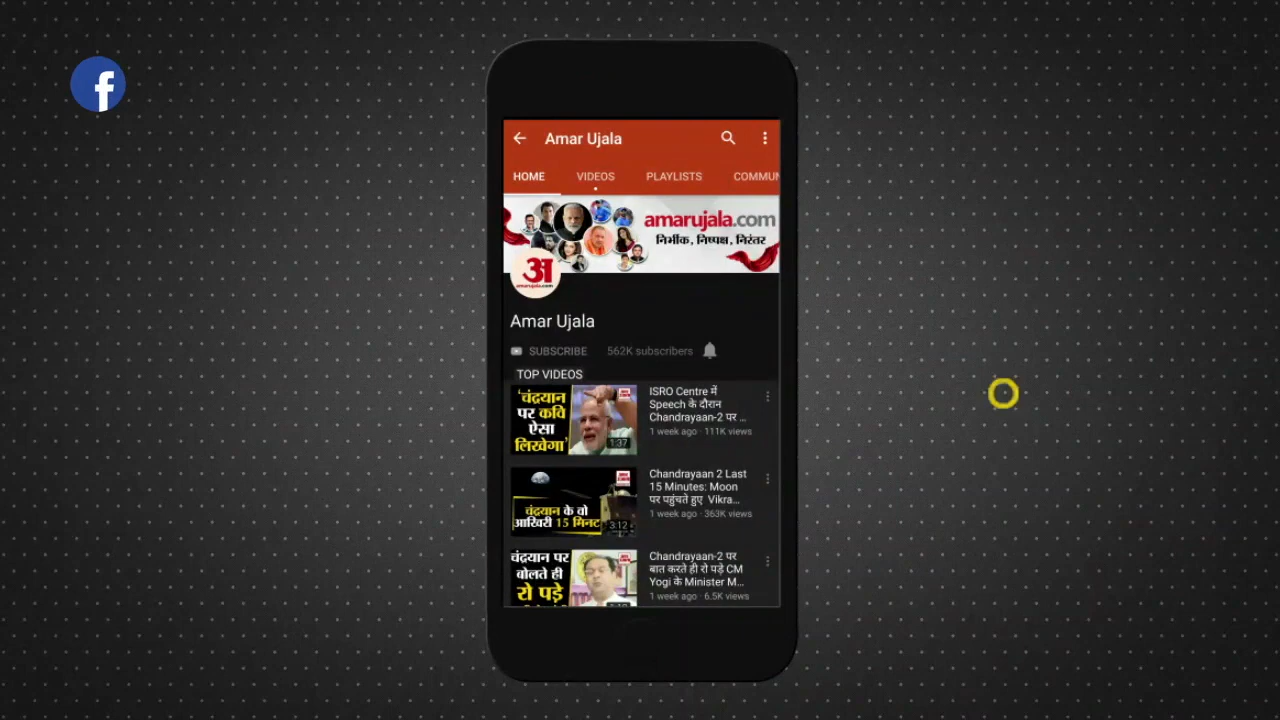 f
Amar Ujala
HOME VIDEOS PLAYLISTS COMMUN
amarujala.com
निर्भीक, निष्पक्ष, निरंतर
अ
amarujala.com
Amar Ujala
SUBSCRIBE 562K subscribers
TOP VIDEOS
'चंद्रयान
पर कवि
ऐसा
लिखेगा'
1:37
ISRO Centre में
Speech के दौरान
Chandrayaan-2 पर ...
1 week ago · 111K views
चंद्रयान के वो
आखिरी 15 मिनट
3:12
Chandrayaan 2 Last
15 Minutes: Moon
पर पहुंचते हुए Vikra...
1 week ago · 363K views
चंद्रयान पर
बोलते ही
रो पड़े
Chandrayaan-2 पर
बात करते ही रो पड़े CM
Yogi के Minister M...
1 week ago · 6.5K views